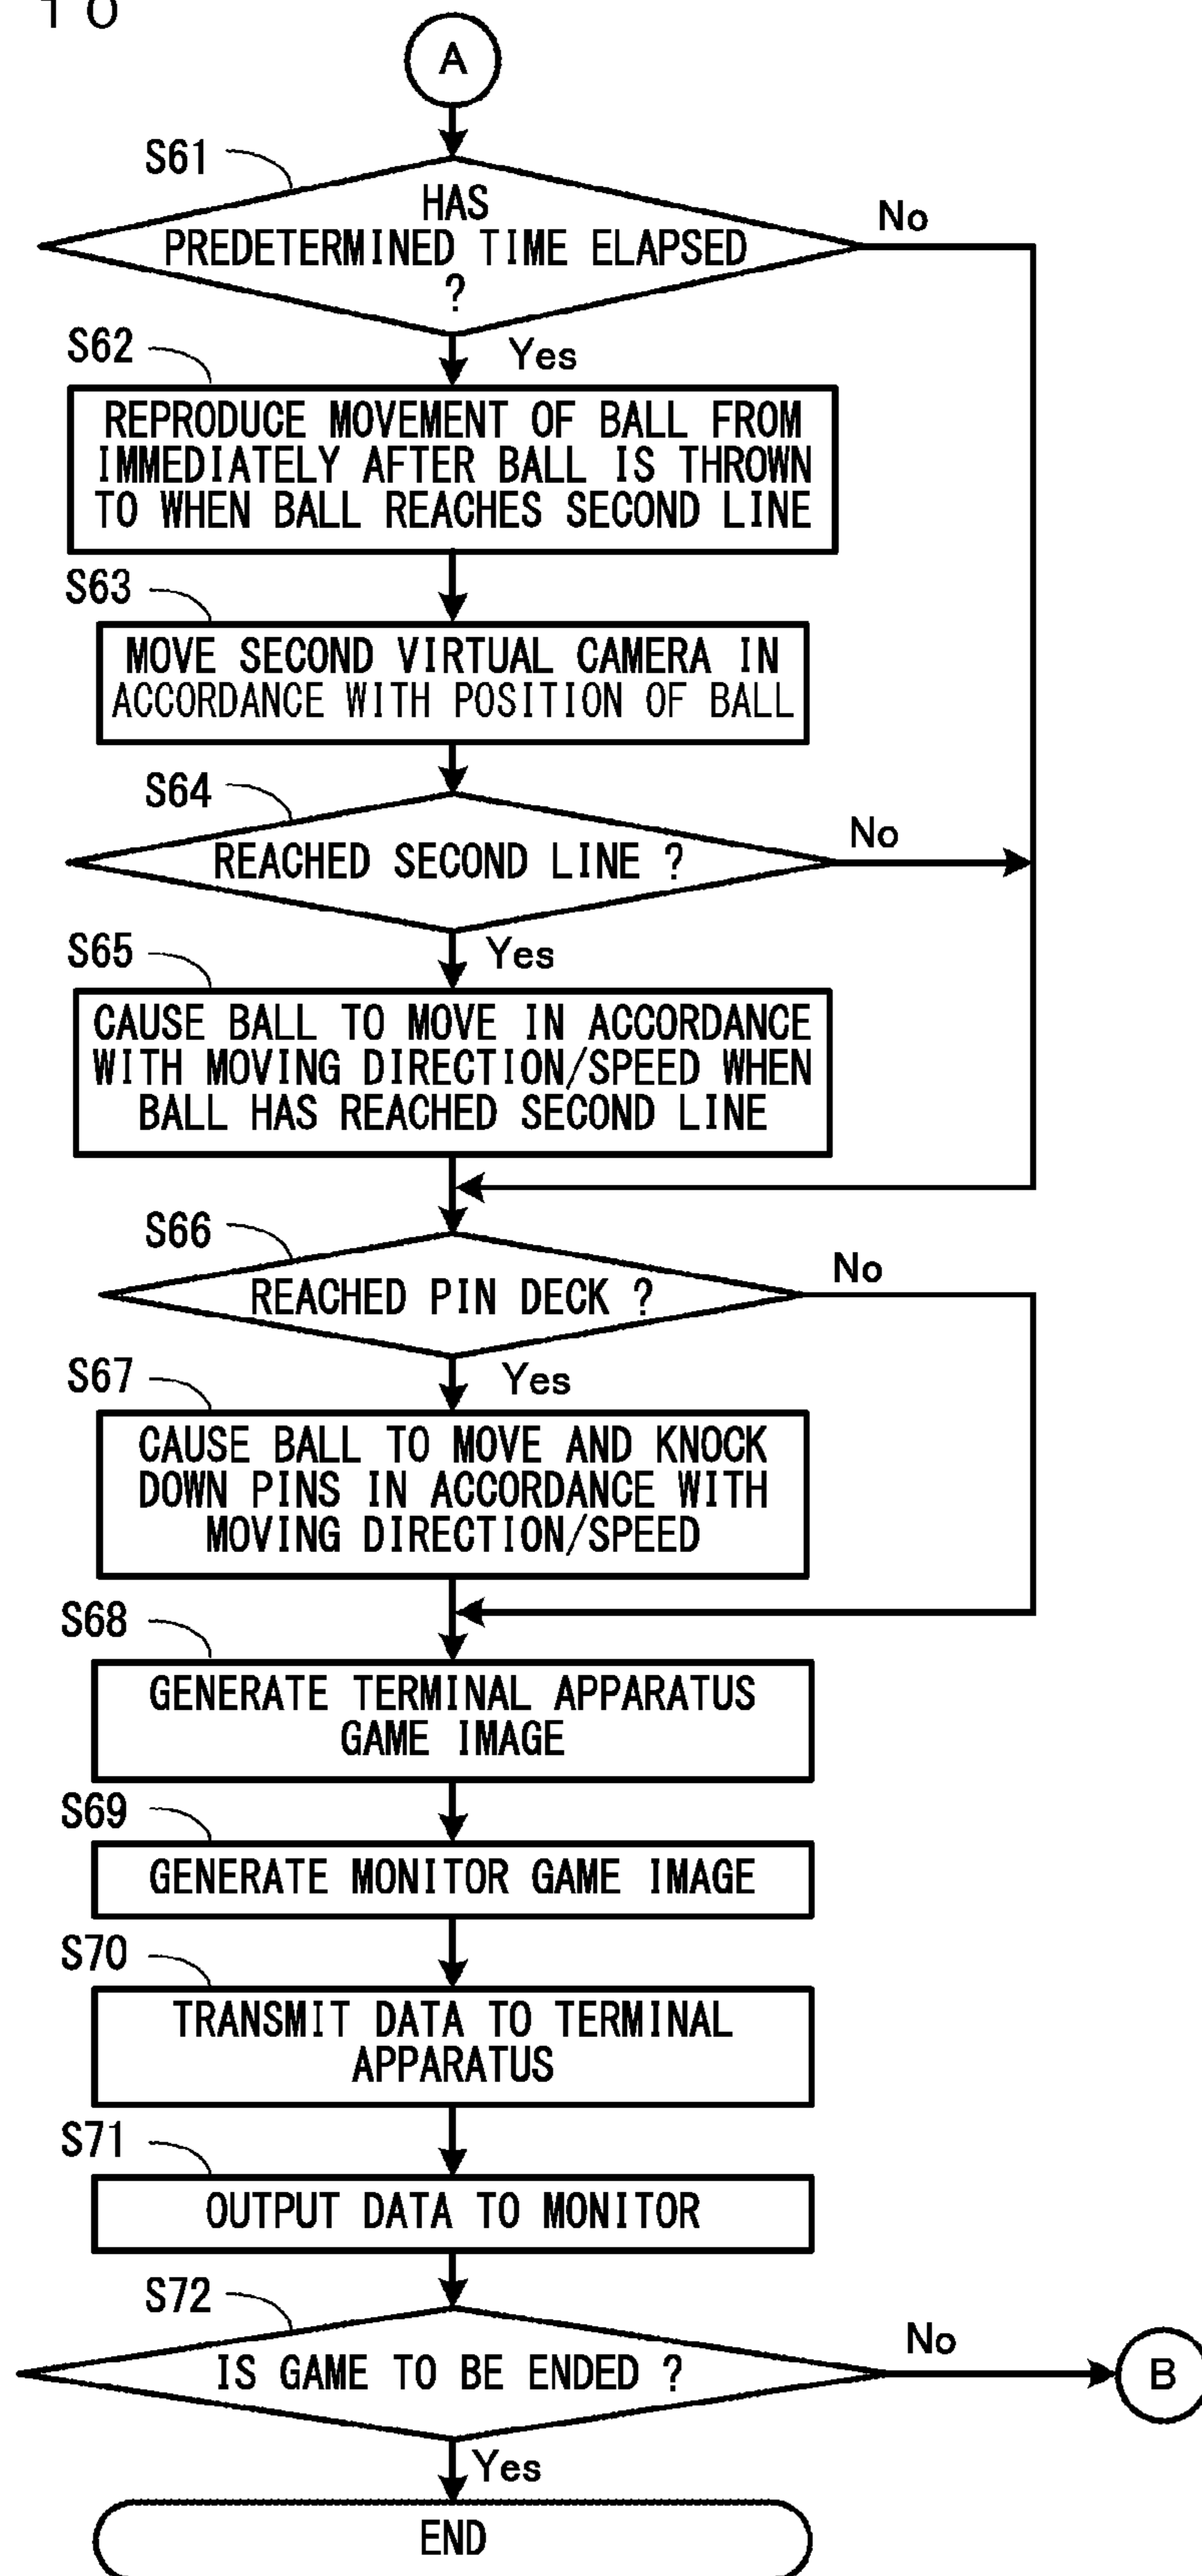 10
A
S61
HAS
PREDETERMINED TIME ELAPSED
?
No
Yes
S62
REPRODUCE MOVEMENT OF BALL FROM
IMMEDIATELY AFTER BALL IS THROWN
TO WHEN BALL REACHES SECOND LINE
S63
MOVE SECOND VIRTUAL CAMERA IN
ACCORDANCE WITH POSITION OF BALL
S64
REACHED SECOND LINE ?
No
Yes
S65
CAUSE BALL TO MOVE IN ACCORDANCE
WITH MOVING DIRECTION/SPEED WHEN
BALL HAS REACHED SECOND LINE
S66
REACHED PIN DECK ?
No
Yes
S67
CAUSE BALL TO MOVE AND KNOCK
DOWN PINS IN ACCORDANCE WITH
MOVING DIRECTION/SPEED
S68
GENERATE TERMINAL APPARATUS
GAME IMAGE
S69
GENERATE MONITOR GAME IMAGE
S70
TRANSMIT DATA TO TERMINAL
APPARATUS
S71
OUTPUT DATA TO MONITOR
S72
IS GAME TO BE ENDED ?
No
B
Yes
END